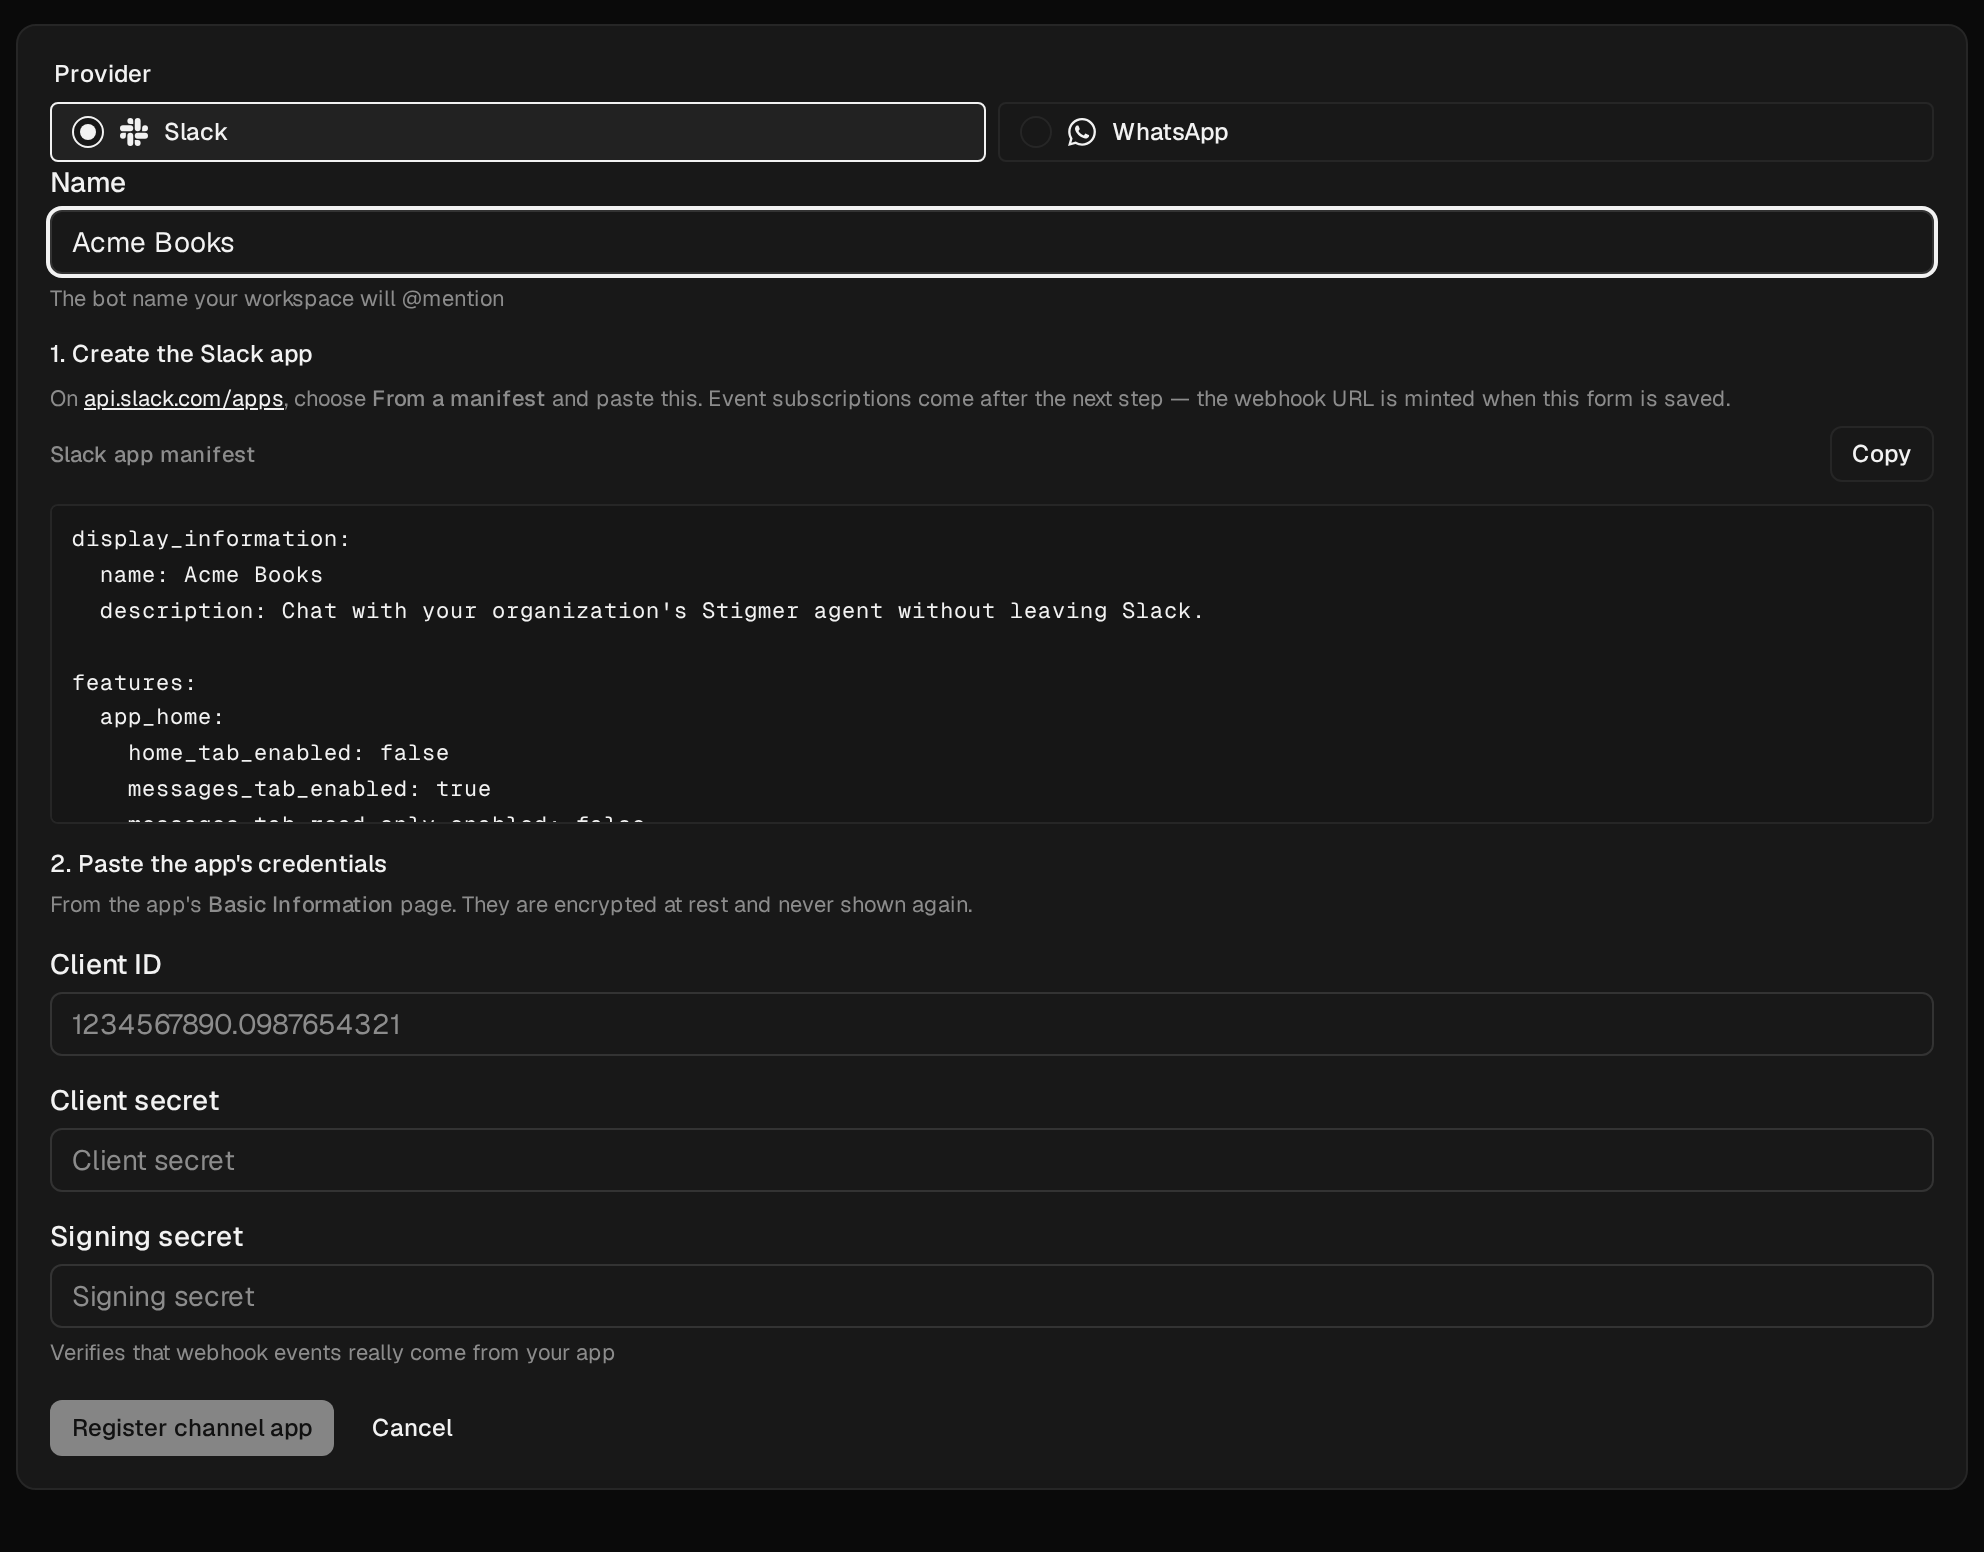 Provider
Slack
WhatsApp
Name
Acme Books
The bot name your workspace will @mention
1. Create the Slack app
On api.slack.com/apps, choose From a manifest and paste this. Event subscriptions come after the next step — the webhook URL is minted when this form is saved.
Slack app manifest
Copy
display_information:
  name: Acme Books
  description: Chat with your organization's Stigmer agent without leaving Slack.
features:
  app_home:
    home_tab_enabled: false
    messages_tab_enabled: true
    messages_tab_read_only_enabled: false
2. Paste the app's credentials
From the app's Basic Information page. They are encrypted at rest and never shown again.
Client ID
1234567890.0987654321
Client secret
Client secret
Signing secret
Signing secret
Verifies that webhook events really come from your app
Register channel app
Cancel